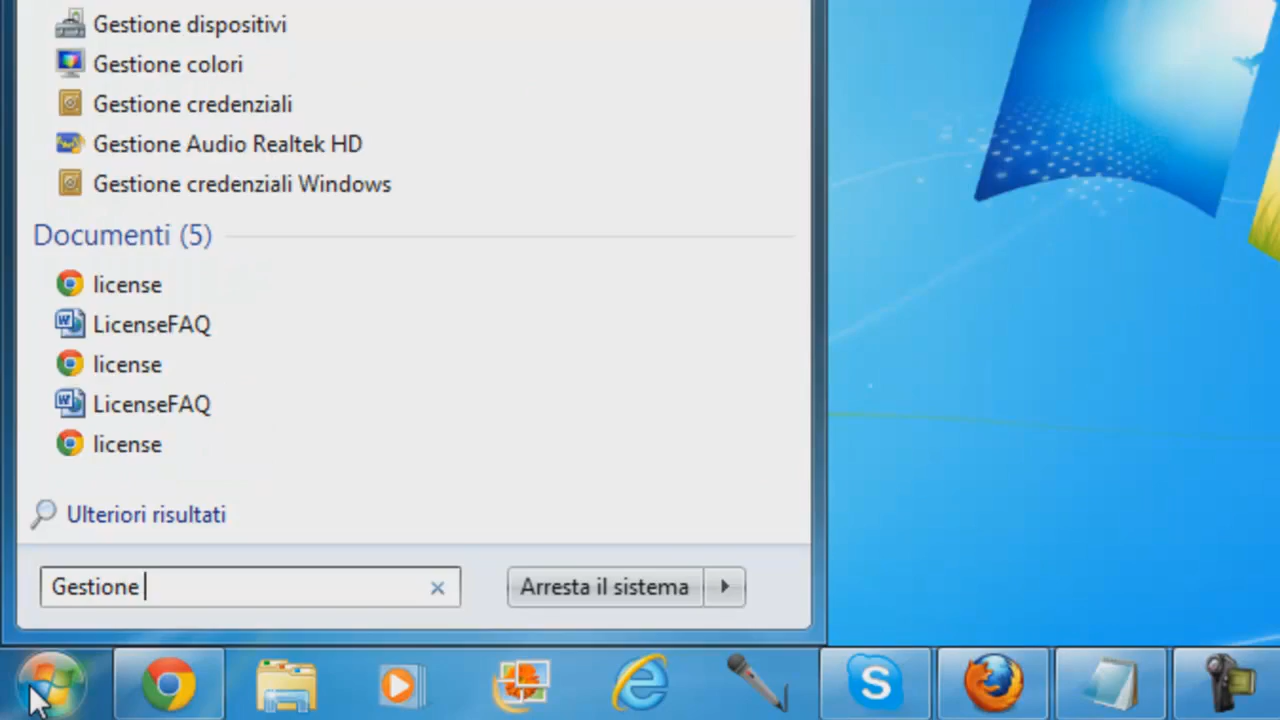 Gestione dispositivi
Gestione colori
Gestione credenziali
Gestione Audio Realtek HD
Gestione credenziali Windows
Documenti (5)
license
LicenseFAQ
license
LicenseFAQ
license
Ulteriori risultati
Gestione
Arresta il sistema